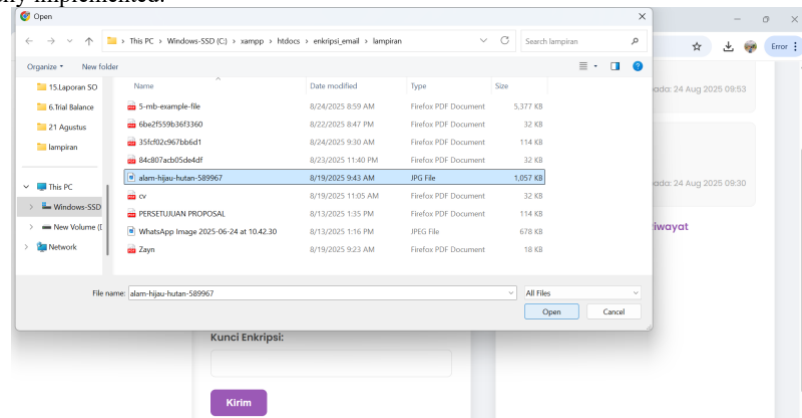 Open
This PC > Windows-SSD (C:) > xampp > htdocs > enkripsi_email > lampiran
Search lampiran
Error
Organize
New folder
15.Laporan SO
6.Trial Balance
21 Agustus
lampiran
This PC
Windows-SSD
New Volume (E
Network
Name Date modified Type Size
5-mb-example-file 8/24/2025 8:59 AM Firefox PDF Document 5,377 KB
6be2f559b36f3360 8/22/2025 8:47 PM Firefox PDF Document 32 KB
35fcf02c967bb6d1 8/24/2025 9:30 AM Firefox PDF Document 114 KB
84c807acb05de4df 8/23/2025 11:40 PM Firefox PDF Document 32 KB
alam-hijau-hutan-589967 8/19/2025 9:43 AM JPG File 1,057 KB
cv 8/19/2025 11:05 AM Firefox PDF Document 32 KB
PERSETUJUAN PROPOSAL 8/13/2025 1:35 PM Firefox PDF Document 114 KB
WhatsApp Image 2025-06-24 at 10.42.30 8/13/2025 1:16 PM JPEG File 678 KB
Zayn 8/19/2025 9:23 AM Firefox PDF Document 18 KB
File name: alam-hijau-hutan-589967
All Files
Open
Cancel
ada: 24 Aug 2025 09:53
ada: 24 Aug 2025 09:30
iwayat
Kunci Enkripsi:
Kirim